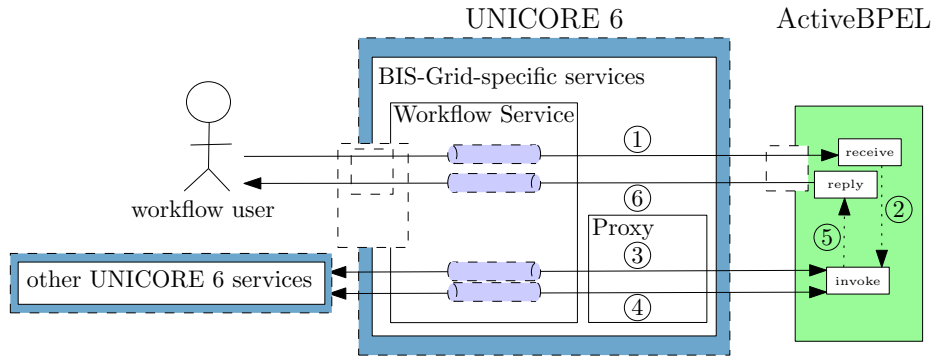 UNICORE 6
ActiveBPEL
BIS-Grid-specific services
Workflow Service
1
receive
reply
workflow user
6
2
Proxy
5
3
other UNICORE 6 services
invoke
4